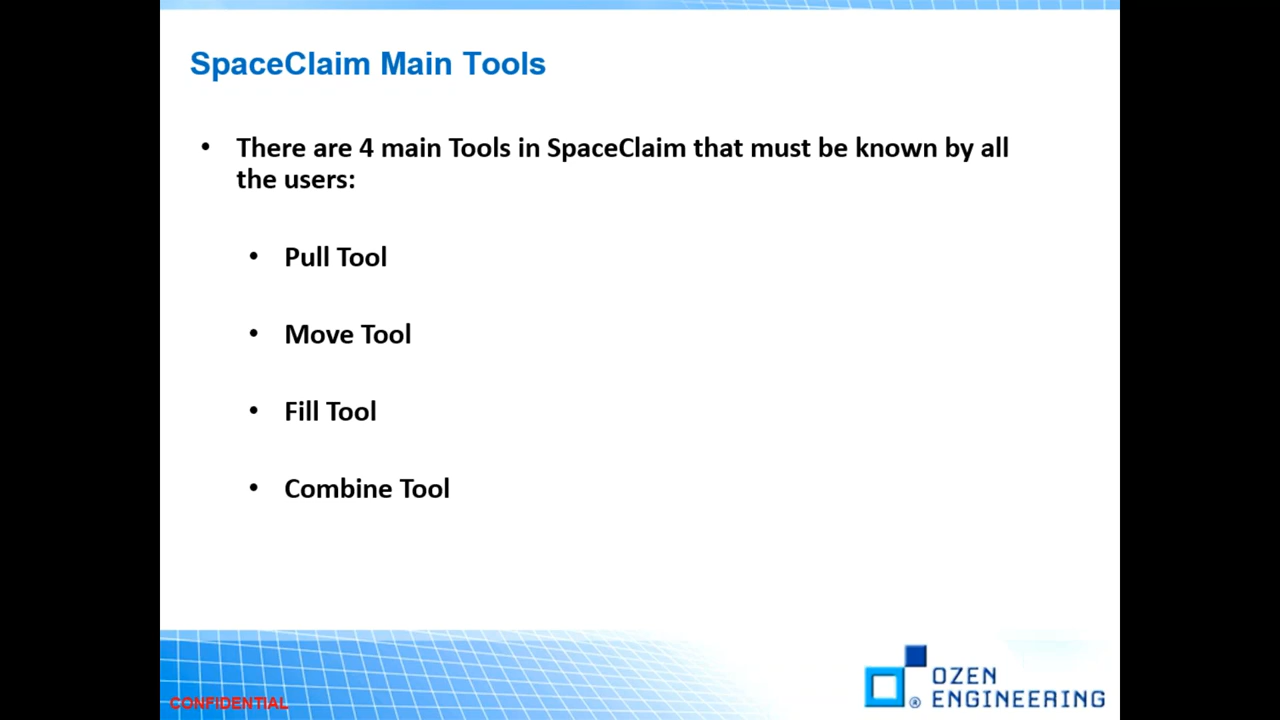 SpaceClaim Main Tools
• There are 4 main Tools in SpaceClaim that must be known by all
the users:
• Pull Tool
• Move Tool
• Fill Tool
• Combine Tool
CONFIDENTIAL
OZEN
® ENGINEERING